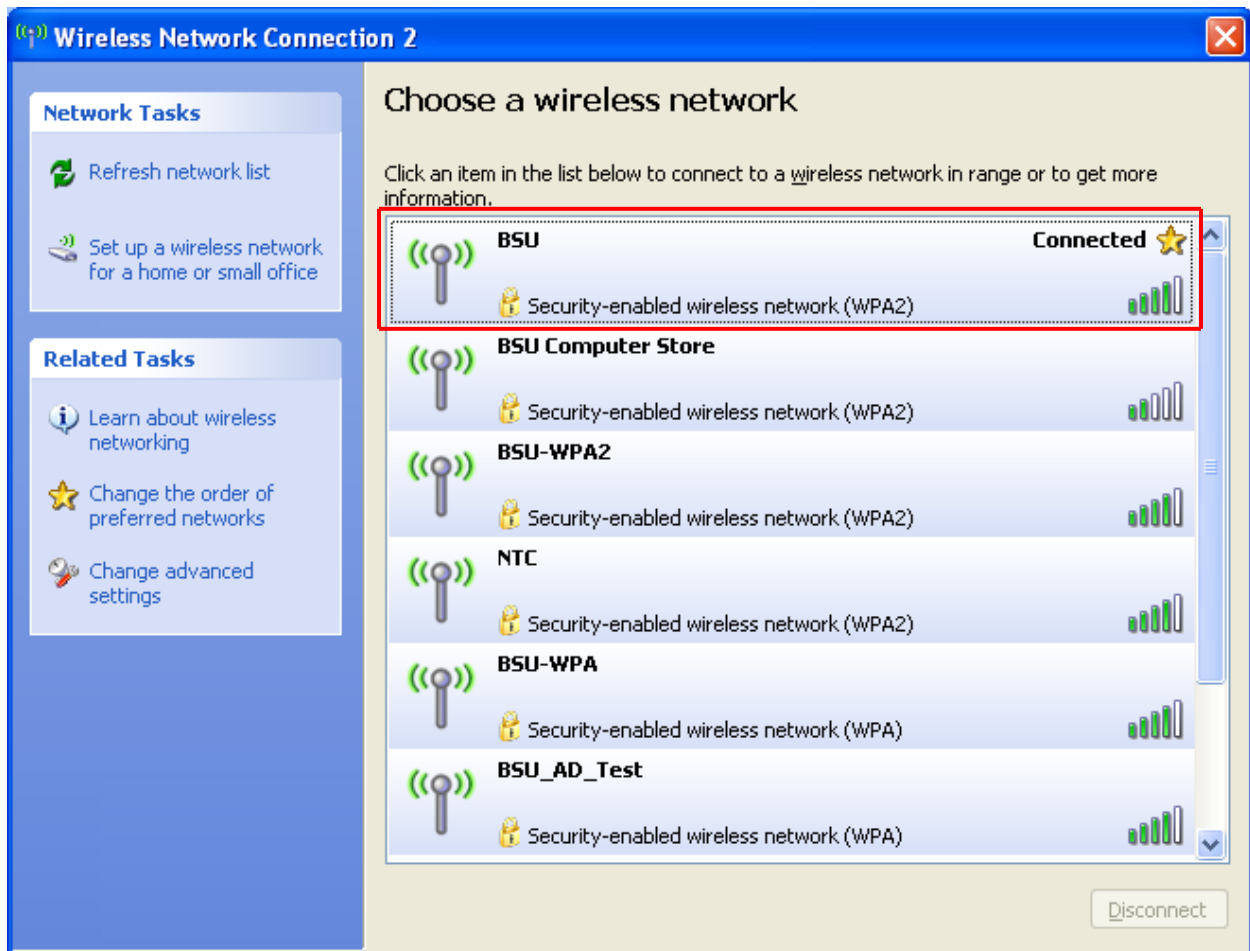 Wireless Network Connection 2
Network Tasks
Refresh network list
Set up a wireless network
for a home or small office
Related Tasks
Learn about wireless
networking
Change the order of
preferred networks
Change advanced
settings
Choose a wireless network
Click an item in the list below to connect to a wireless network in range or to get more
information.
BSU Connected
Security-enabled wireless network (WPA2)
BSU Computer Store
Security-enabled wireless network (WPA2)
BSU-WPA2
Security-enabled wireless network (WPA2)
NTC
Security-enabled wireless network (WPA2)
BSU-WPA
Security-enabled wireless network (WPA)
BSU_AD_Test
Security-enabled wireless network (WPA)
Disconnect